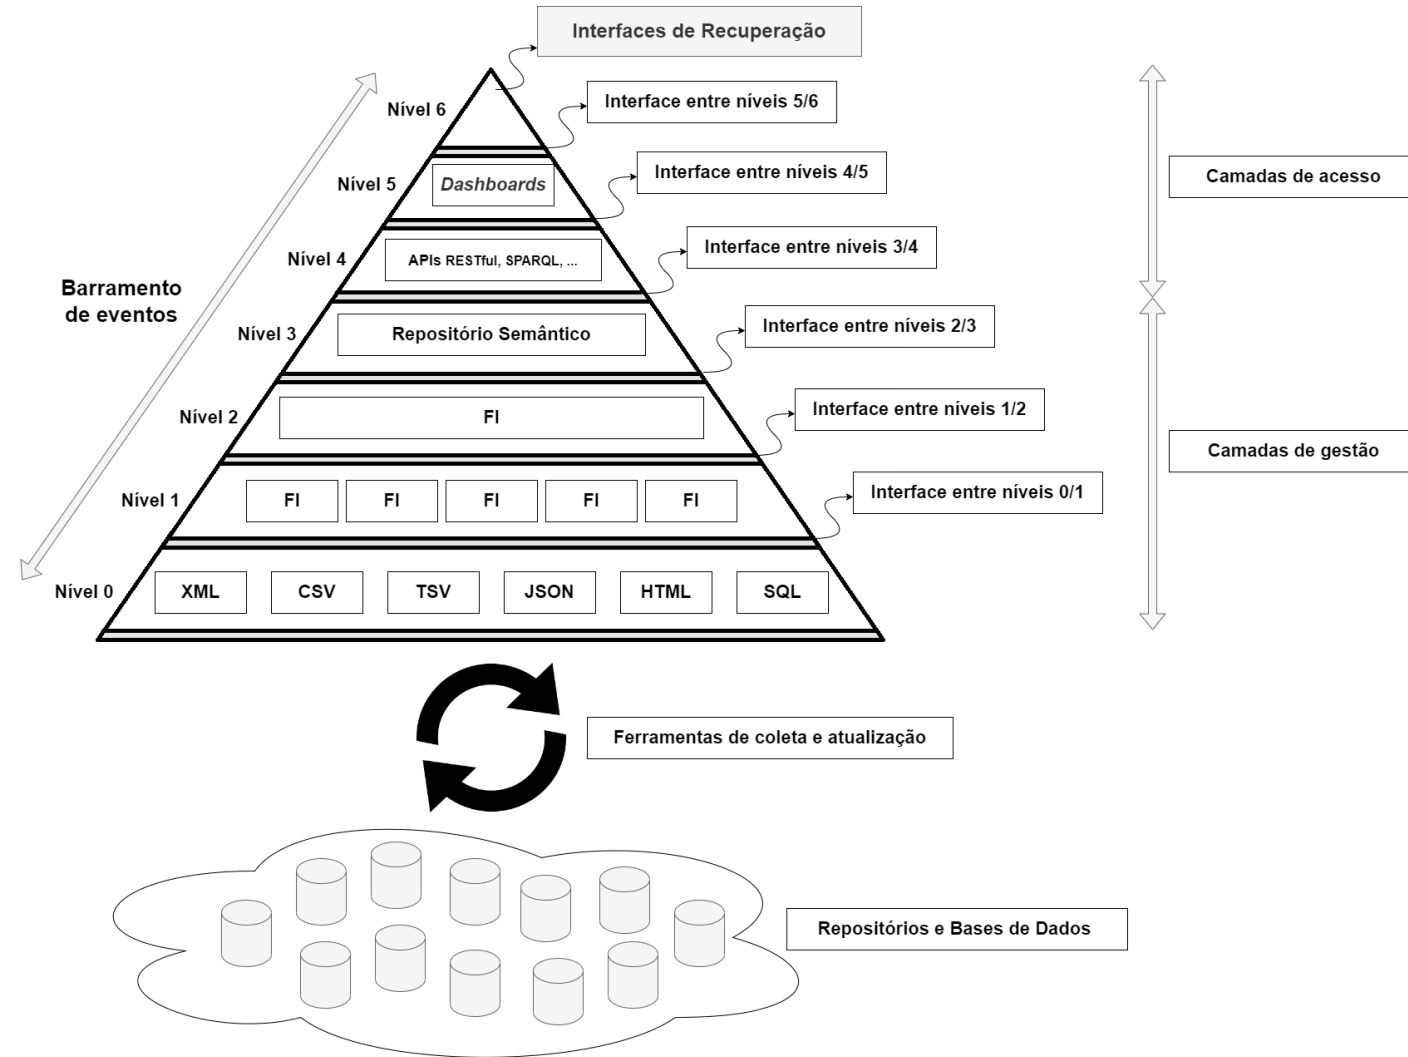 Interfaces de Recuperação
Interface entre níveis 5/6
Nível 6
Interface entre níveis 4/5
Camadas de acesso
Nível 5
Dashboards
Interface entre níveis 3/4
Nível 4
APIs RESTful, SPARQL, ...
Barramento
de eventos
Interface entre níveis 2/3
Nível 3
Repositório Semântico
Interface entre níveis 1/2
Nível 2
FI
Camadas de gestão
Interface entre níveis 0/1
Nível 1
FI
FI
FI
FI
FI
Nível 0
XML
CSV
TSV
JSON
HTML
SQL
Ferramentas de coleta e atualização
Repositórios e Bases de Dados